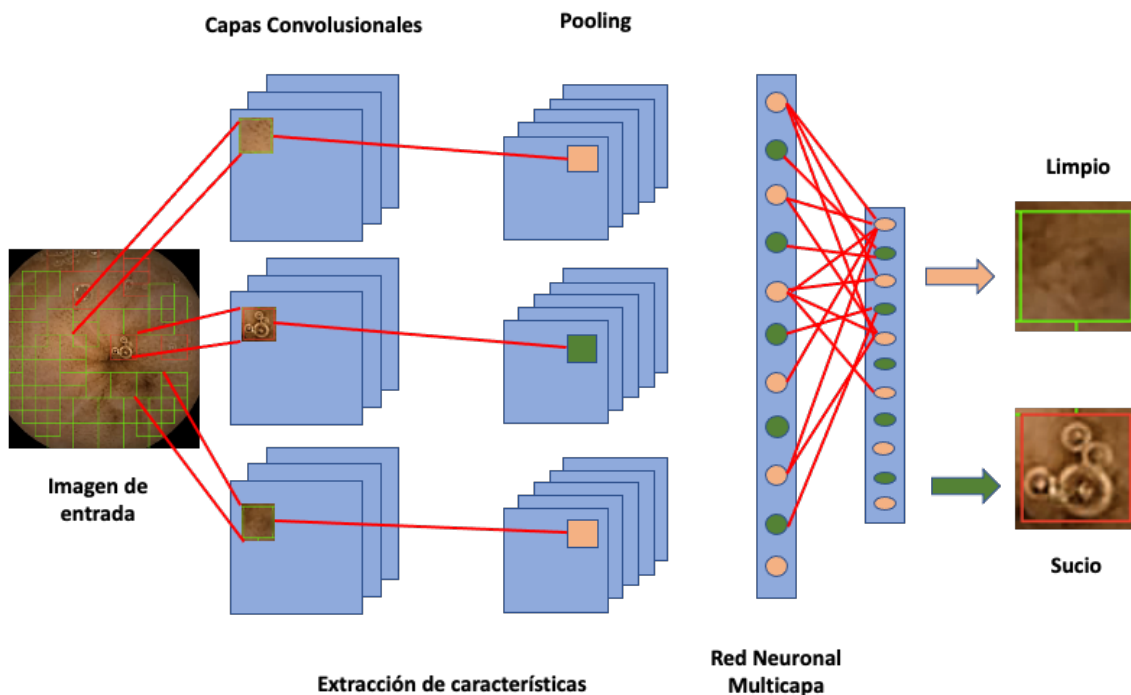 Capas Convolusionales
Pooling
Limpio
Imagen de
entrada
Sucio
Red Neuronal
Multicapa
Extracción de características